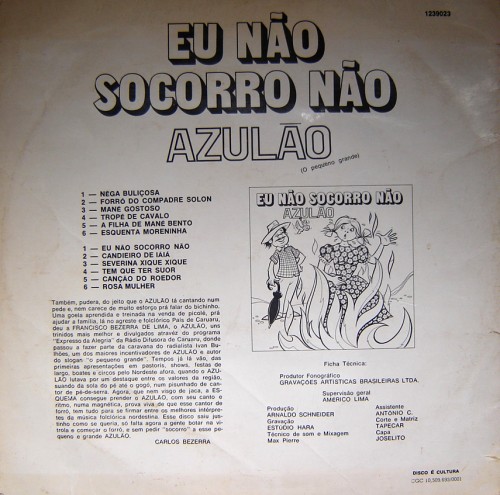 1239023
EU NÃO
SOCORRO NÃO
AZULÃO
(O pequeno grande)
1 — NEGA BULIÇOSA
2 — FORRÓ DO COMPADRE SOLON
3 — MANÉ GOSTOSO
4 — TROPÉ DE CAVALO
5 — A FILHA DE MANÉ BENTO
6 — ESQUENTA MORENINHA
1 — EU NÃO SOCORRO NÃO
2 — CANDIEIRO DE IAIA
3 — SEVERINA XIQUE XIQUE
4 — TEM QUE TER SUOR
5 — CANÇÃO DO ROEDOR
6 — ROSA MULHER
Também, pudera, do jeito que o AZULÃO lá cantando num
pede e, nem carece de muito esforço prá falar do bichinho.
Uma goela aprendida e treinada na venda de picolé, prá
ajudar a família, lá no agreste e folclórico País de Caruaru,
deu a FRANCISCO BEZERRA DE LIMA, o AZULÃO, uns
trinidos mais melhor e divulgados através do programa
"Expresso da Alegria" da Rádio Difusora de Caruaru, donde
passou a fazer parte da caravana do radialista Ivan Bu-
lhões, um dos maiores incentivadores de AZULÃO e autor do
slogan "o pequeno grande". Tempos já lá vão, das
primeiras apresentações em pastoris, shows, festas de
largo, boates e circos pelo Nordeste afora, quando o AZU-
LÃO lutava por um destaque entre os valores da região,
suando da sola do pé até o gogó, num pisunhado de can-
tor de pé-de-serra. Agora, que nem visgo de jaca, a ES-
QUEMA consegue prender o AZULÃO, com seu canto e
ritmo, numa magnética, prova viva de que esse cantor de
forró, tem tudo para se firmar entre os melhores intérpre-
tes da música folclórica nordestina. Esse disco saiu jus-
tinho como se queria, só falta agora a gente botar na vi-
trola e começar o forró, e sem pedir "socorro" a esse pe-
queno e grande AZULÃO.
CARLOS BEZERRA
EU NÃO SOCORRO NÃO
AZULÃO
Ficha Técnica:
Produtor Fonográfico
GRAVAÇÕES ARTÍSTICAS BRASILEIRAS LTDA.
Supervisão geral
AMERICO LIMA
Produção
ARNALDO SCHNEIDER
Gravação
ESTÚDIO HARA
Técnico de som e Mixagem
Max Pierre
Assistente
ANTONIO C.
Corte e Matriz
TAPECAR
Capa
JOSELITO
DISCO É CULTURA